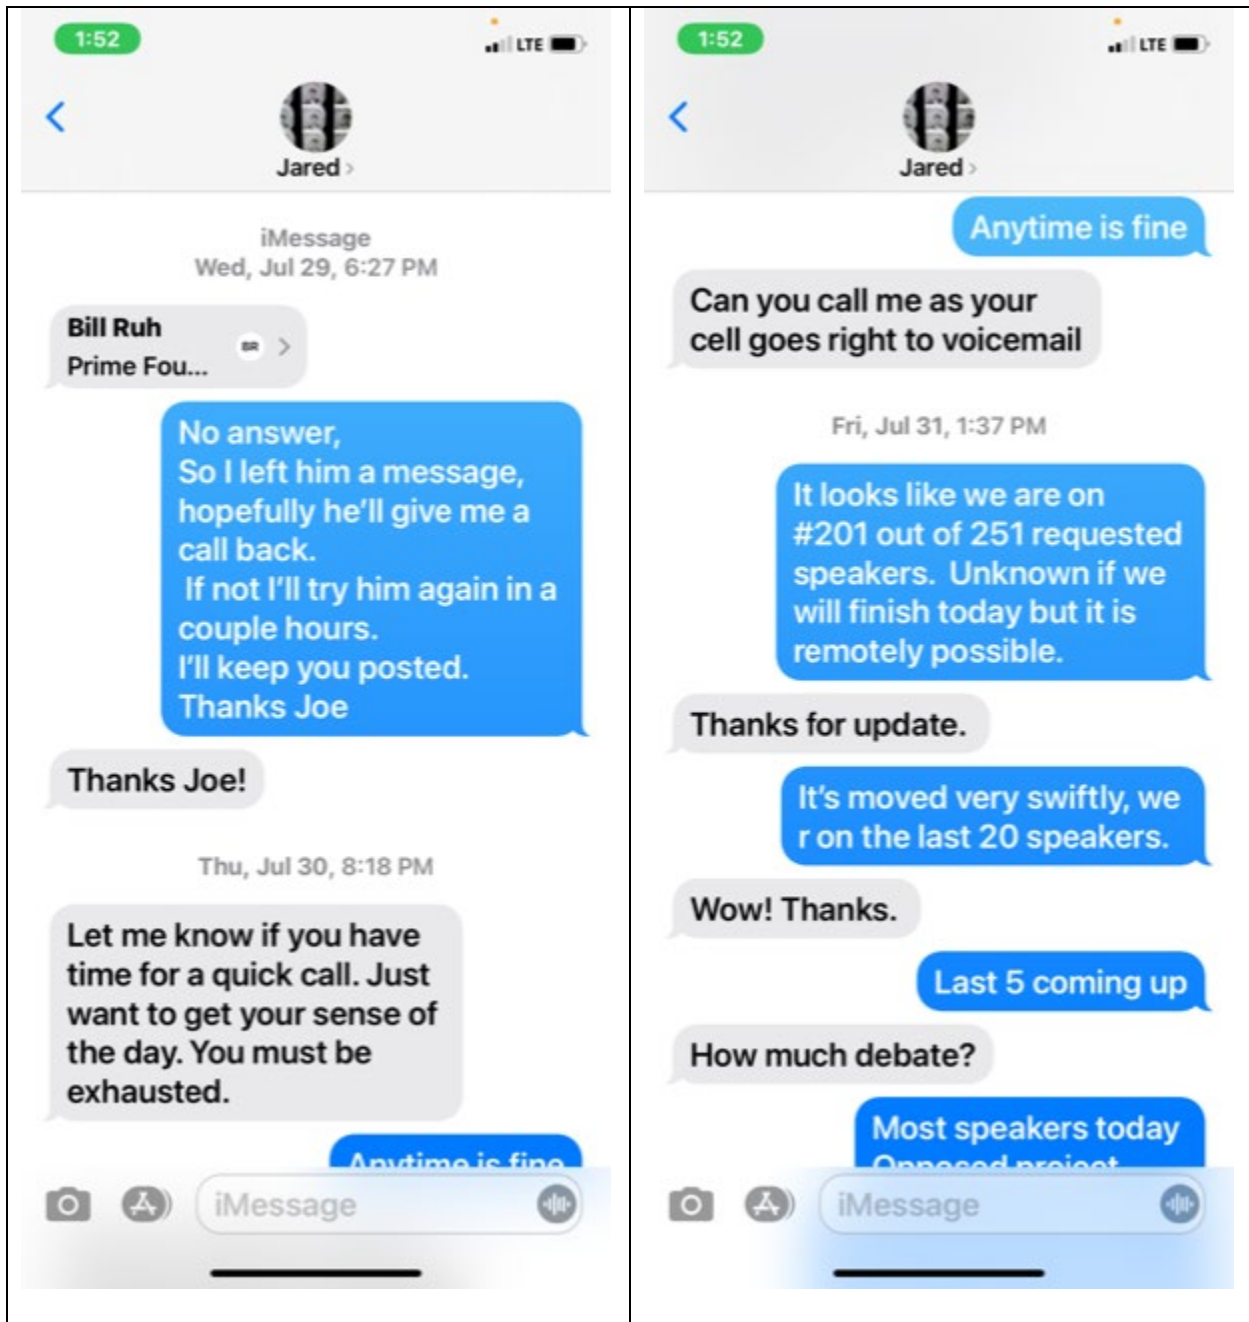 1:52
LTE
Jared
iMessage
Wed, Jul 29, 6:27 PM
Bill Ruh
BR
Prime Fou...
No answer,
So I left him a message,
hopefully he'll give me a
call back.
If not I'll try him again in a
couple hours.
I'll keep you posted.
Thanks Joe
Thanks Joe!
Thu, Jul 30, 8:18 PM
Let me know if you have
time for a quick call. Just
want to get your sense of
the day. You must be
exhausted.
Anytime is fine
iMessage
1:52
LTE
Jared
Anytime is fine
Can you call me as your
cell goes right to voicemail
Fri, Jul 31, 1:37 PM
It looks like we are on
#201 out of 251 requested
speakers.  Unknown if we
will finish today but it is
remotely possible.
Thanks for update.
It's moved very swiftly, we
r on the last 20 speakers.
Wow! Thanks.
Last 5 coming up
How much debate?
Most speakers today
Opposed project
iMessage